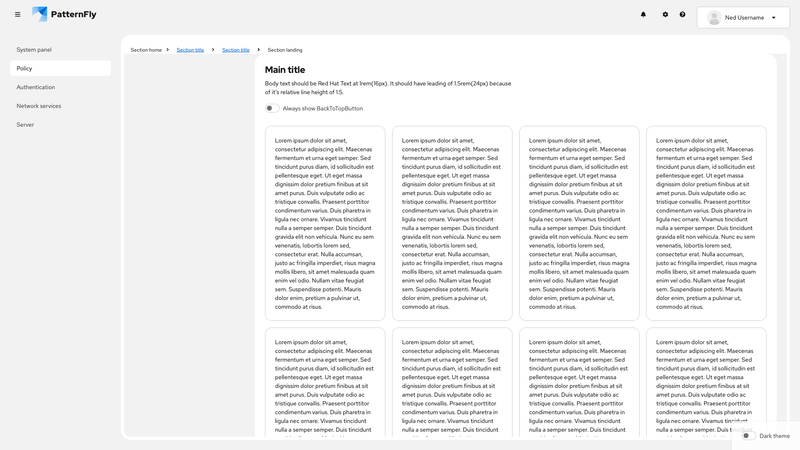 PatternFly
Ned Username
System panel
Policy
Authentication
Network services
Server
Section home
Section title
Section title
Section landing
Main title
Body text should be Red Hat Text at 1rem(16px). It should have leading of 1.5rem(24px) because
of it's relative line height of 1.5.
Always show BackToTopButton
Lorem ipsum dolor sit amet,
consectetur adipiscing elit. Maecenas
fermentum et urna eget semper. Sed
tincidunt purus diam, id sollicitudin est
pellentesque eget. Ut eget massa
dignissim dolor pretium finibus at sit
amet purus. Duis vulputate odio ac
tristique convallis. Praesent porttitor
condimentum varius. Duis pharetra in
ligula nec ornare. Vivamus tincidunt
nulla a semper semper. Duis tincidunt
gravida elit non vehicula. Nunc eu sem
venenatis, lobortis lorem sed,
consectetur erat. Nulla accumsan,
justo ac fringilla imperdiet, risus magna
mollis libero, sit amet malesuada quam
enim vel odio. Nullam vitae feugiat
sem. Suspendisse potenti. Mauris
dolor enim, pretium a pulvinar ut,
commodo at risus.
Lorem ipsum dolor sit amet,
consectetur adipiscing elit. Maecenas
fermentum et urna eget semper. Sed
tincidunt purus diam, id sollicitudin est
pellentesque eget. Ut eget massa
dignissim dolor pretium finibus at sit
amet purus. Duis vulputate odio ac
tristique convallis. Praesent porttitor
condimentum varius. Duis pharetra in
ligula nec ornare. Vivamus tincidunt
nulla a semper semper. Duis tincidunt
gravida elit non vehicula. Nunc eu sem
venenatis, lobortis lorem sed,
consectetur erat. Nulla accumsan,
justo ac fringilla imperdiet, risus magna
mollis libero, sit amet malesuada quam
enim vel odio. Nullam vitae feugiat
sem. Suspendisse potenti. Mauris
dolor enim, pretium a pulvinar ut,
commodo at risus.
Lorem ipsum dolor sit amet,
consectetur adipiscing elit. Maecenas
fermentum et urna eget semper. Sed
tincidunt purus diam, id sollicitudin est
pellentesque eget. Ut eget massa
dignissim dolor pretium finibus at sit
amet purus. Duis vulputate odio ac
tristique convallis. Praesent porttitor
condimentum varius. Duis pharetra in
ligula nec ornare. Vivamus tincidunt
nulla a semper semper. Duis tincidunt
gravida elit non vehicula. Nunc eu sem
venenatis, lobortis lorem sed,
consectetur erat. Nulla accumsan,
justo ac fringilla imperdiet, risus magna
mollis libero, sit amet malesuada quam
enim vel odio. Nullam vitae feugiat
sem. Suspendisse potenti. Mauris
dolor enim, pretium a pulvinar ut,
commodo at risus.
Lorem ipsum dolor sit amet,
consectetur adipiscing elit. Maecenas
fermentum et urna eget semper. Sed
tincidunt purus diam, id sollicitudin est
pellentesque eget. Ut eget massa
dignissim dolor pretium finibus at sit
amet purus. Duis vulputate odio ac
tristique convallis. Praesent porttitor
condimentum varius. Duis pharetra in
ligula nec ornare. Vivamus tincidunt
nulla a semper semper. Duis tincidunt
gravida elit non vehicula. Nunc eu sem
venenatis, lobortis lorem sed,
consectetur erat. Nulla accumsan,
justo ac fringilla imperdiet, risus magna
mollis libero, sit amet malesuada quam
enim vel odio. Nullam vitae feugiat
sem. Suspendisse potenti. Mauris
dolor enim, pretium a pulvinar ut,
commodo at risus.
Lorem ipsum dolor sit amet,
consectetur adipiscing elit. Maecenas
fermentum et urna eget semper. Sed
tincidunt purus diam, id sollicitudin est
pellentesque eget. Ut eget massa
dignissim dolor pretium finibus at sit
amet purus. Duis vulputate odio ac
tristique convallis. Praesent porttitor
condimentum varius. Duis pharetra in
ligula nec ornare. Vivamus tincidunt
nulla a semper semper. Duis tincidunt
Lorem ipsum dolor sit amet,
consectetur adipiscing elit. Maecenas
fermentum et urna eget semper. Sed
tincidunt purus diam, id sollicitudin est
pellentesque eget. Ut eget massa
dignissim dolor pretium finibus at sit
amet purus. Duis vulputate odio ac
tristique convallis. Praesent porttitor
condimentum varius. Duis pharetra in
ligula nec ornare. Vivamus tincidunt
nulla a semper semper. Duis tincidunt
Lorem ipsum dolor sit amet,
consectetur adipiscing elit. Maecenas
fermentum et urna eget semper. Sed
tincidunt purus diam, id sollicitudin est
pellentesque eget. Ut eget massa
dignissim dolor pretium finibus at sit
amet purus. Duis vulputate odio ac
tristique convallis. Praesent porttitor
condimentum varius. Duis pharetra in
ligula nec ornare. Vivamus tincidunt
nulla a semper semper. Duis tincidunt
Lorem ipsum dolor sit amet,
consectetur adipiscing elit. Maecenas
fermentum et urna eget semper. Sed
tincidunt purus diam, id sollicitudin est
pellentesque eget. Ut eget massa
dignissim dolor pretium finibus at sit
amet purus. Duis vulputate odio ac
tristique convallis. Praesent porttitor
condimentum varius. Duis pharetra in
ligula nec ornare. Vivamus tincidunt
nulla a semper semper. Duis tincidunt
Dark theme